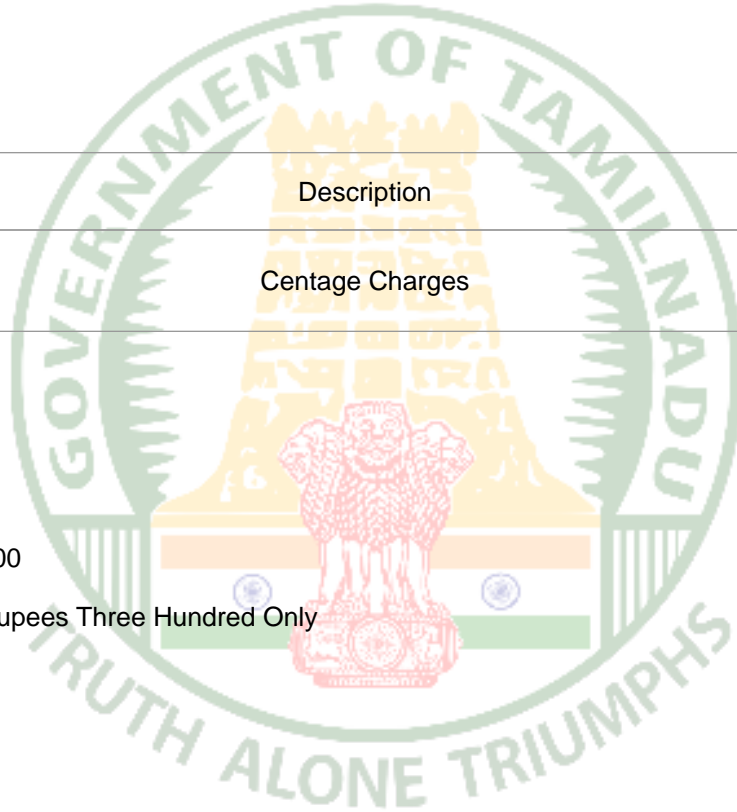 GOVERNMENT OF TAMILNADU
Description
Centage Charges
00
upees Three Hundred Only
TRUTH ALONE TRIUMPHS